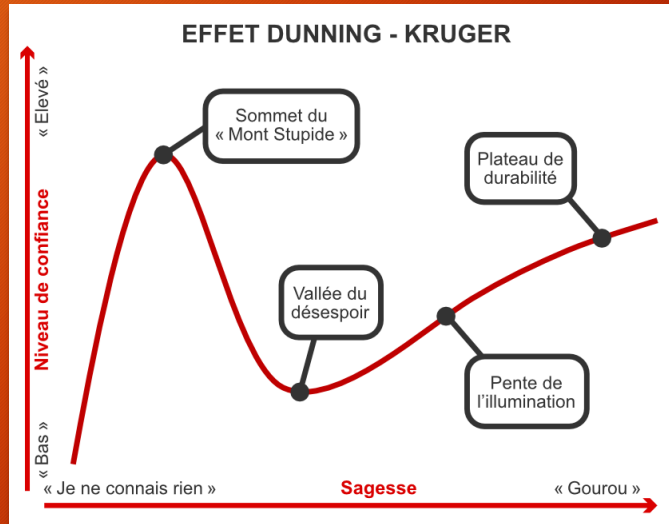 EFFET DUNNING - KRUGER
« Elevé »
Sommet du
« Mont Stupide »
Plateau de
durabilité
Niveau de confiance
Vallée du
désespoir
Pente de
l’illumination
« Bas »
« Je ne connais rien »
Sagesse
« Gourou »